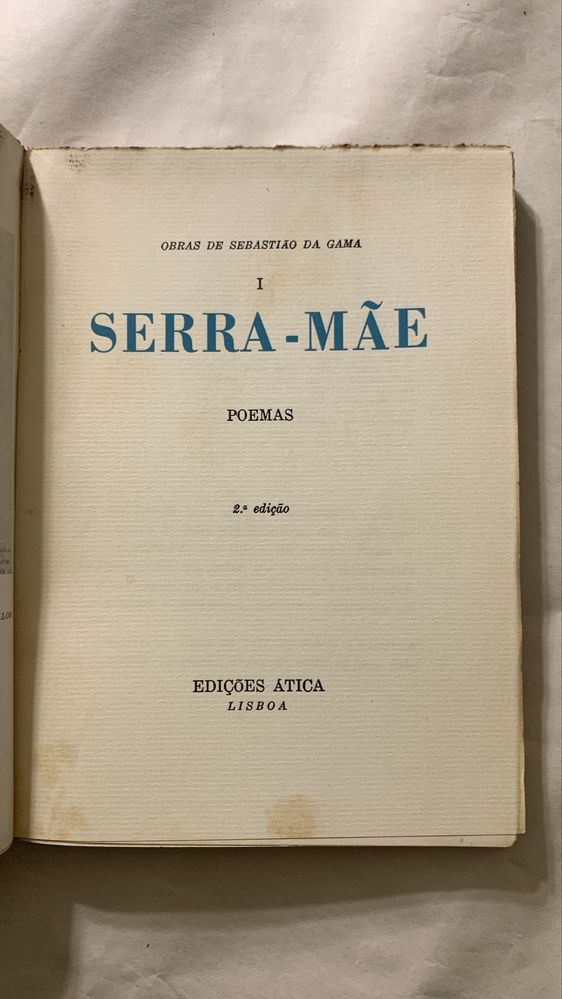 OBRAS DE SEBASTIÃO DA GAMA
I
SERRA-MÃE
POEMAS
2.ª edição
EDIÇÕES ÁTICA
LISBOA